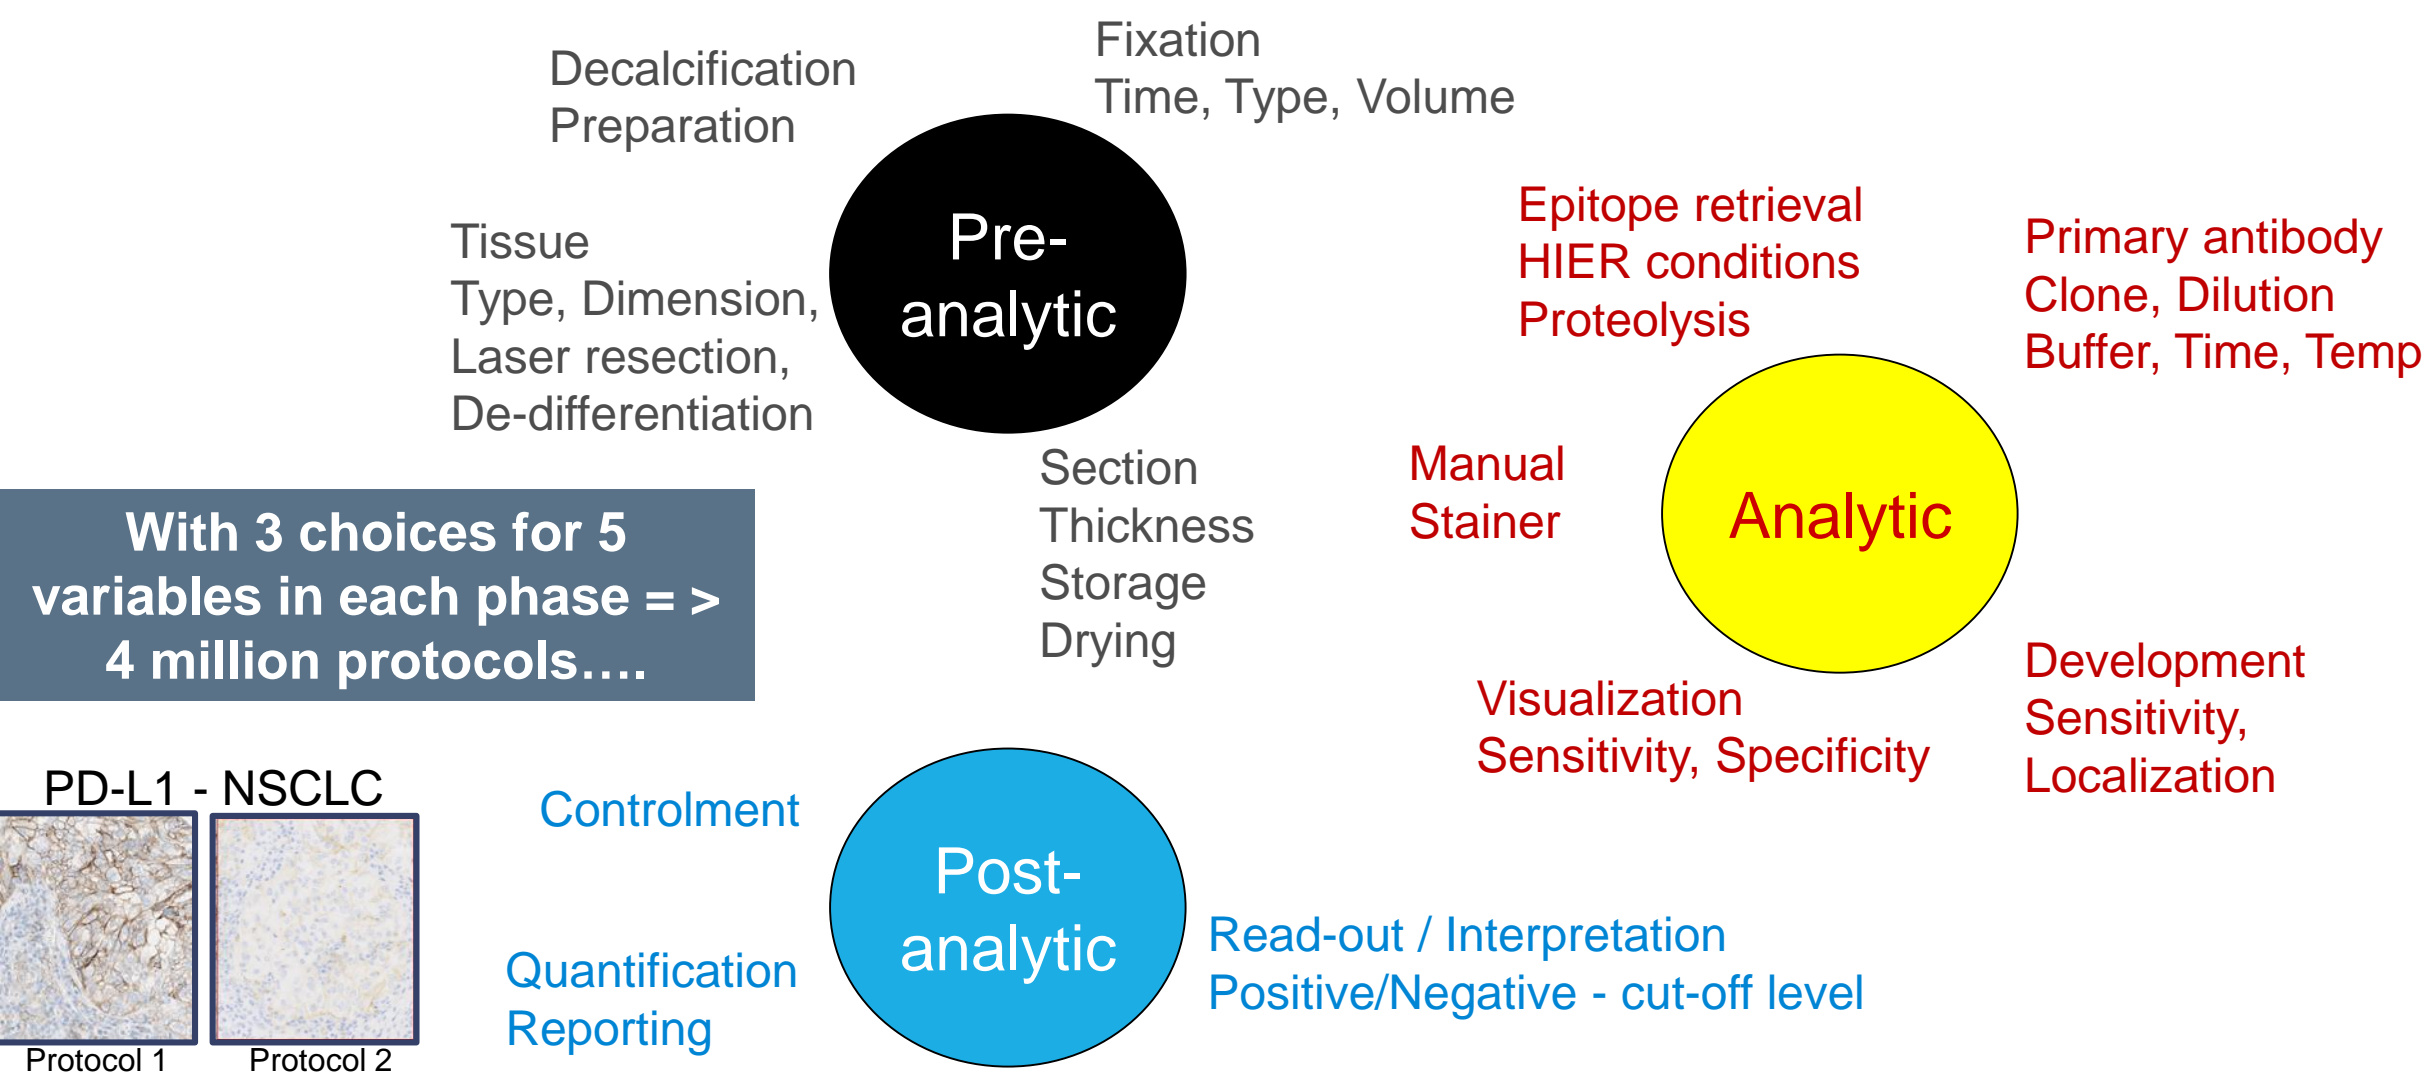 Decalcification
Preparation
Fixation
Time, Type, Volume
Tissue
Type, Dimension,
Laser resection,
De-differentiation
Pre-
analytic
Section
Thickness
Storage
Drying
Epitope retrieval
HIER conditions
Proteolysis
Primary antibody
Clone, Dilution
Buffer, Time, Temp
Manual
Stainer
Analytic
Visualization
Sensitivity, Specificity
Development
Sensitivity,
Localization
With 3 choices for 5
variables in each phase = >
4 million protocols….
PD-L1 - NSCLC
Protocol 1
Protocol 2
Controlment
Quantification
Reporting
Post-
analytic
Read-out / Interpretation
Positive/Negative - cut-off level